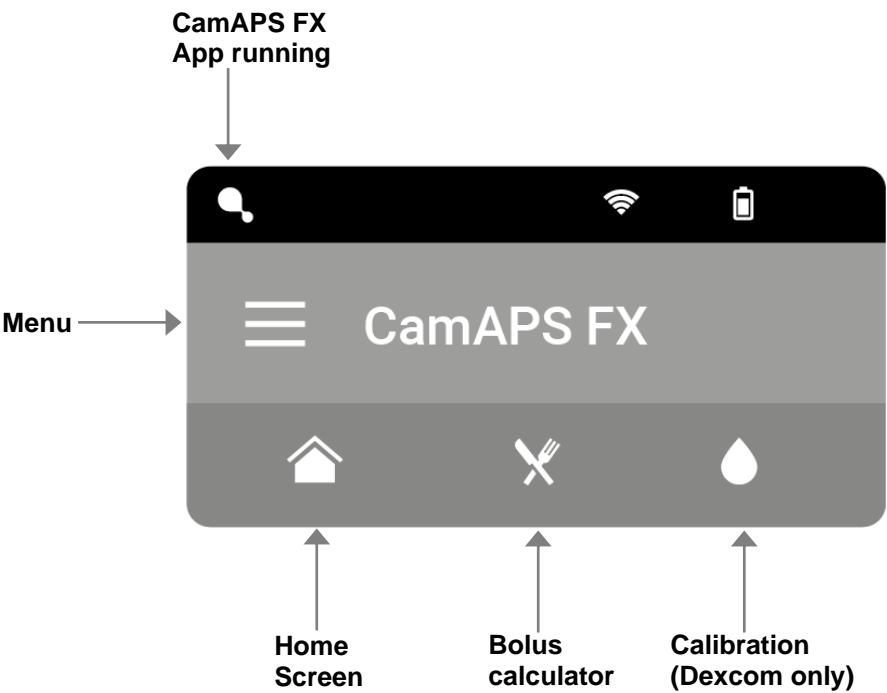 CamAPS FX
App running
Menu
CamAPS FX
Home
Screen
Bolus
calculator
Calibration
(Dexcom only)